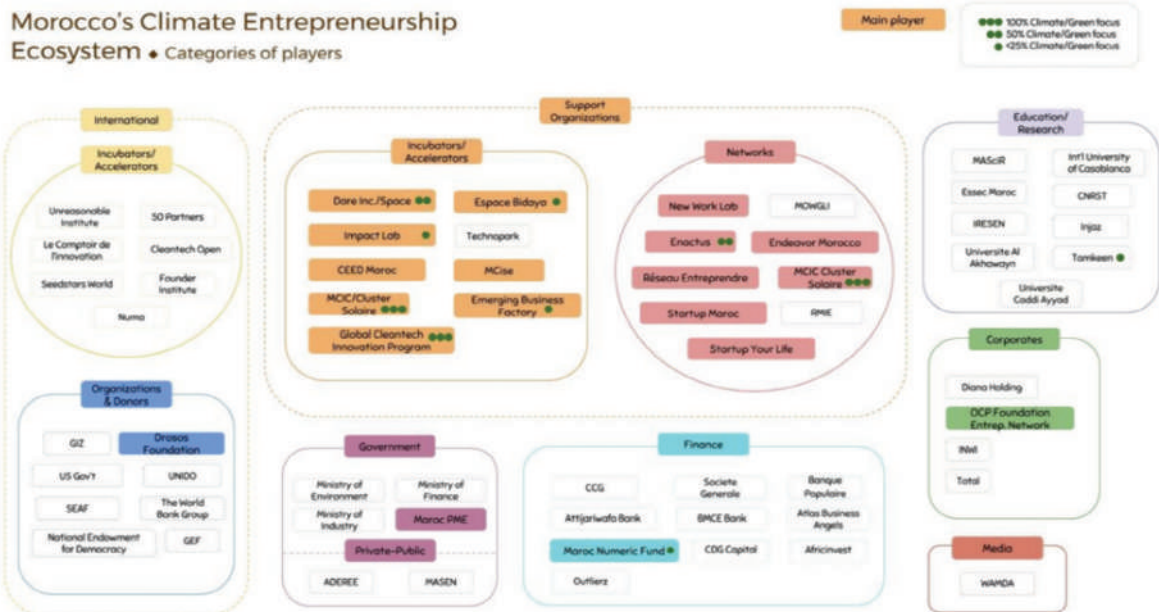 Morocco's Climate Entrepreneurship
Ecosystem ◆ Categories of players
Main player
100% Climate/Green focus
50% Climate/Green focus
<25% Climate/Green focus
International
Incubators/
Accelerators
Unreasonable
Institute
50 Partners
Le Comptoir de
l'innovation
Cleantech Open
Seedstars World
Founder
Institute
Numa
Organizations
& Donors
GIZ
Drosos
Foundation
US Gov't
UNIDO
SEAF
The World
Bank Group
National Endowment
for Democracy
GEF
Support
Organizations
Incubators/
Accelerators
Dare Inc./Space
Espace Bidaya
Impact Lab
Technopark
CEED Maroc
MCise
MCIC/Cluster
Solaire
Emerging Business
Factory
Global Cleantech
Innovation Program
Networks
New Work Lab
MOWGLI
Enactus
Endeavor Morocco
Réseau Entreprendre
MCIC Cluster
Solaire
Startup Maroc
RMIE
Startup Your Life
Government
Ministry of
Environment
Ministry of
Finance
Ministry of
Industry
Maroc PME
Private-Public
ADEREE
MASEN
Finance
CCG
Societe
Generale
Banque
Populaire
Attijariwafa Bank
BMCE Bank
Atlas Business
Angels
Maroc Numeric Fund
CDG Capital
Africinvest
Outlierz
Education/
Research
MAScIR
Int'l University
of Casablanca
Essec Maroc
CNRST
IRESEN
Injaz
Universite Al
Akhawayn
Tamkeen
Universite
Caddi Ayyad
Corporates
Diana Holding
OCP Foundation
Entrep. Network
INWI
Total
Media
WAMDA